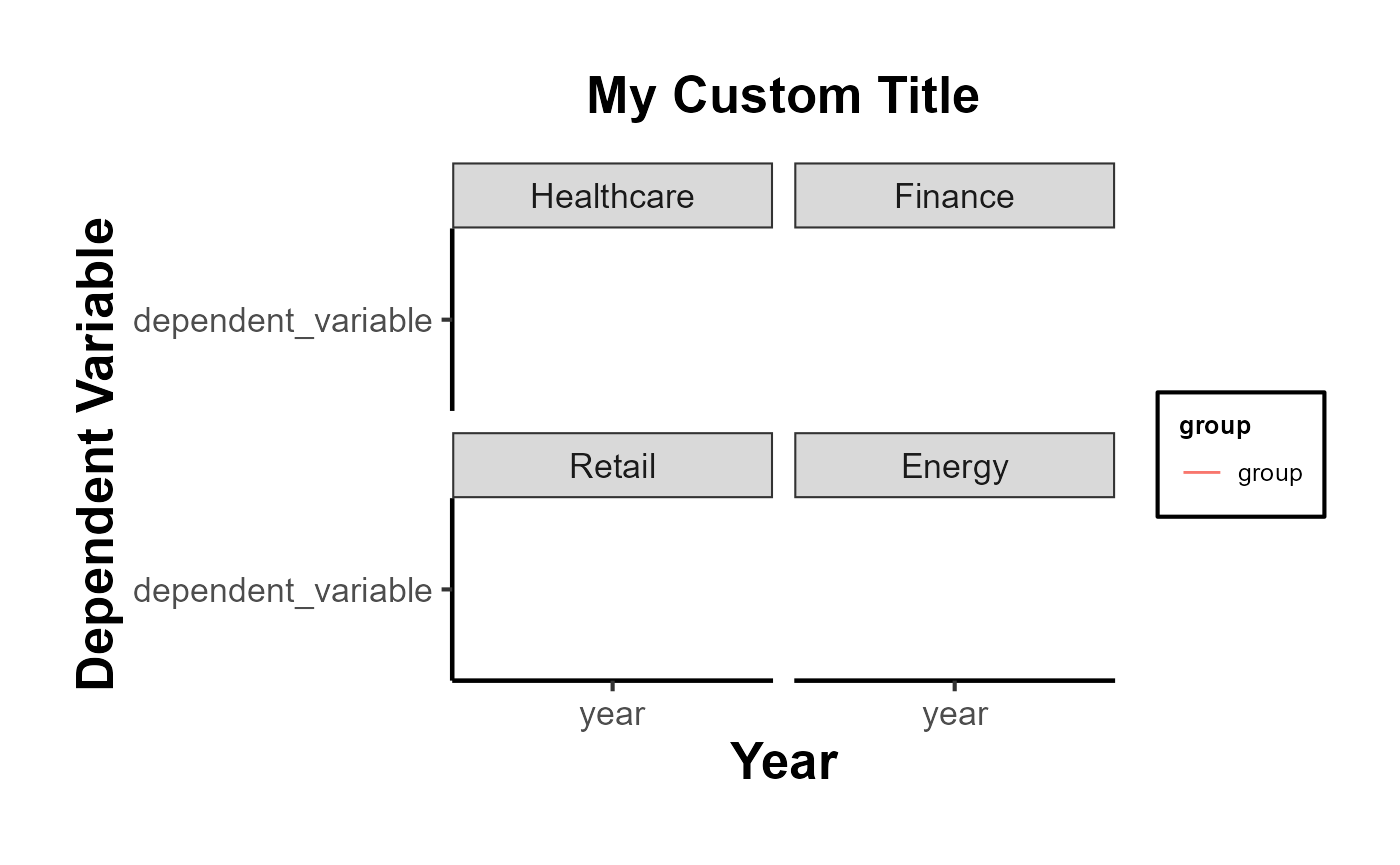 My Custom Title
Healthcare
Finance
dependent_variable
Retail
Energy
dependent_variable
Dependent Variable
year
year
Year
group
group